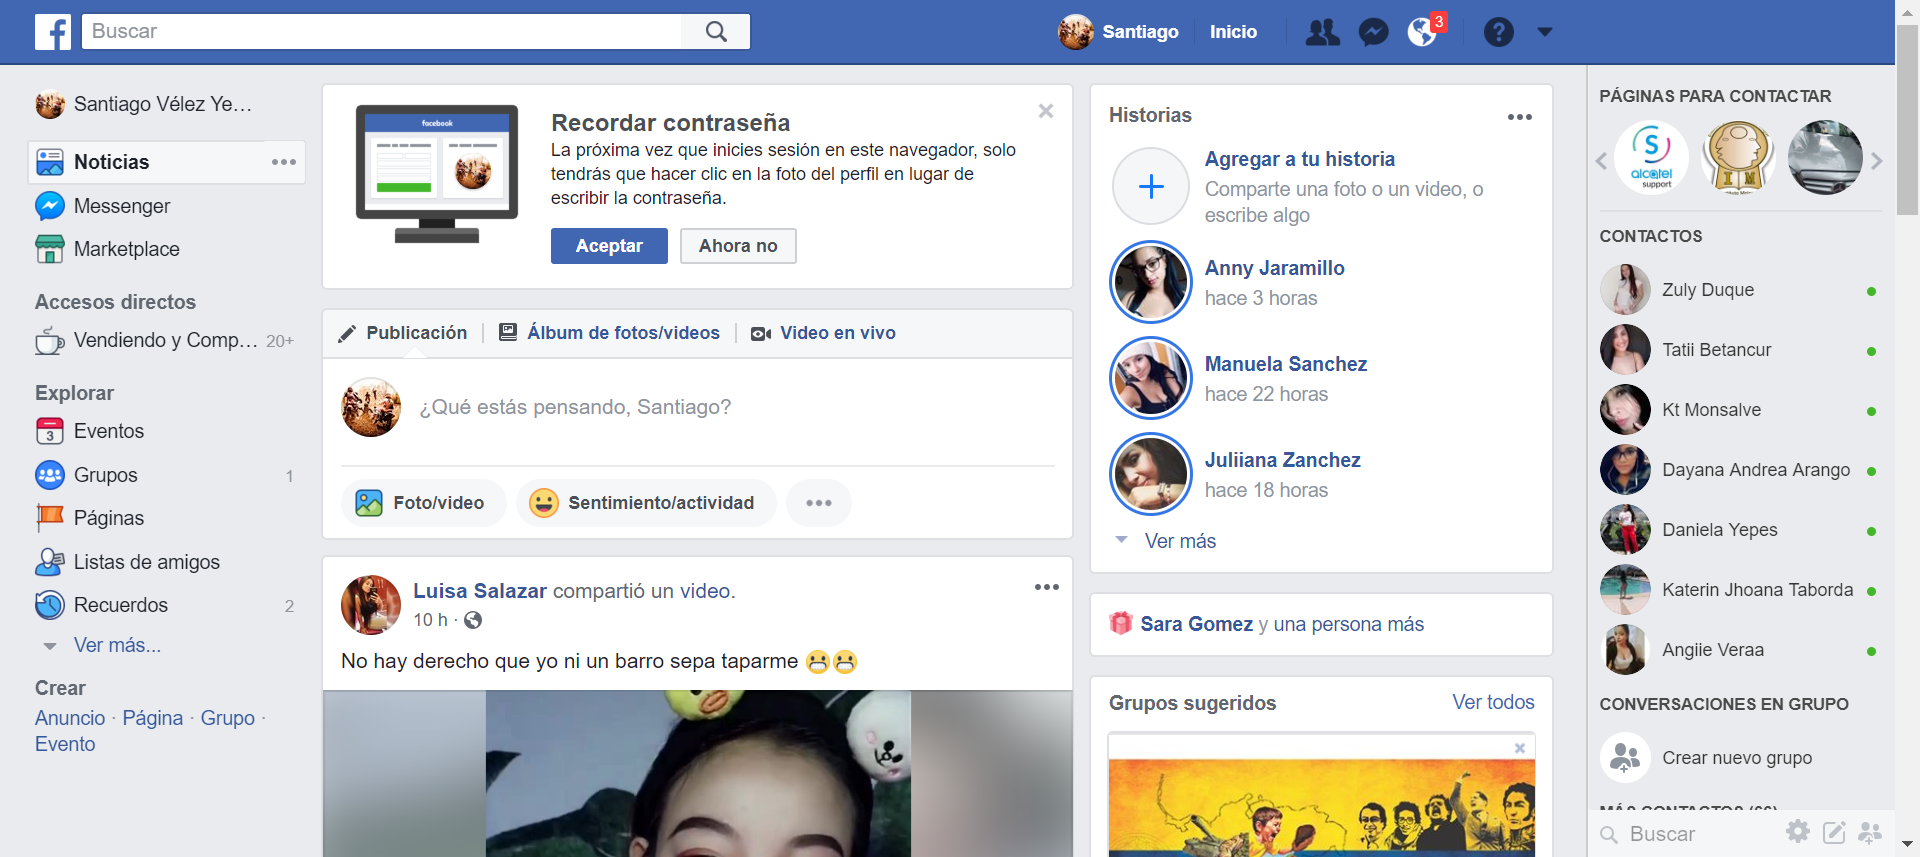 Buscar
Santiago
Inicio
3
Santiago Vélez Ye...
Noticias
Messenger
Marketplace
Accesos directos
Vendiendo y Comp... 20+
Explorar
3
Eventos
Grupos 1
Páginas
Listas de amigos
Recuerdos 2
Ver más...
Crear
Anuncio · Página · Grupo ·
Evento
facebook
Recordar contraseña
La próxima vez que inicies sesión en este navegador, solo
tendrás que hacer clic en la foto del perfil en lugar de
escribir la contraseña.
Aceptar
Ahora no
Publicación
Álbum de fotos/videos
Video en vivo
¿Qué estás pensando, Santiago?
Foto/video
Sentimiento/actividad
Luisa Salazar compartió un video.
10 h ·
No hay derecho que yo ni un barro sepa taparme 😬😬
Historias
Agregar a tu historia
Comparte una foto o un video, o
escribe algo
Anny Jaramillo
hace 3 horas
Manuela Sanchez
hace 22 horas
Juliiana Zanchez
hace 18 horas
Ver más
Sara Gomez y una persona más
Grupos sugeridos
Ver todos
PÁGINAS PARA CONTACTAR
S
alcatel
support
I M
CONTACTOS
Zuly Duque
Tatii Betancur
Kt Monsalve
Dayana Andrea Arango
Daniela Yepes
Katerin Jhoana Taborda
Angiie Veraa
CONVERSACIONES EN GRUPO
Crear nuevo grupo
MÁS CONTACTOS (66)
Buscar